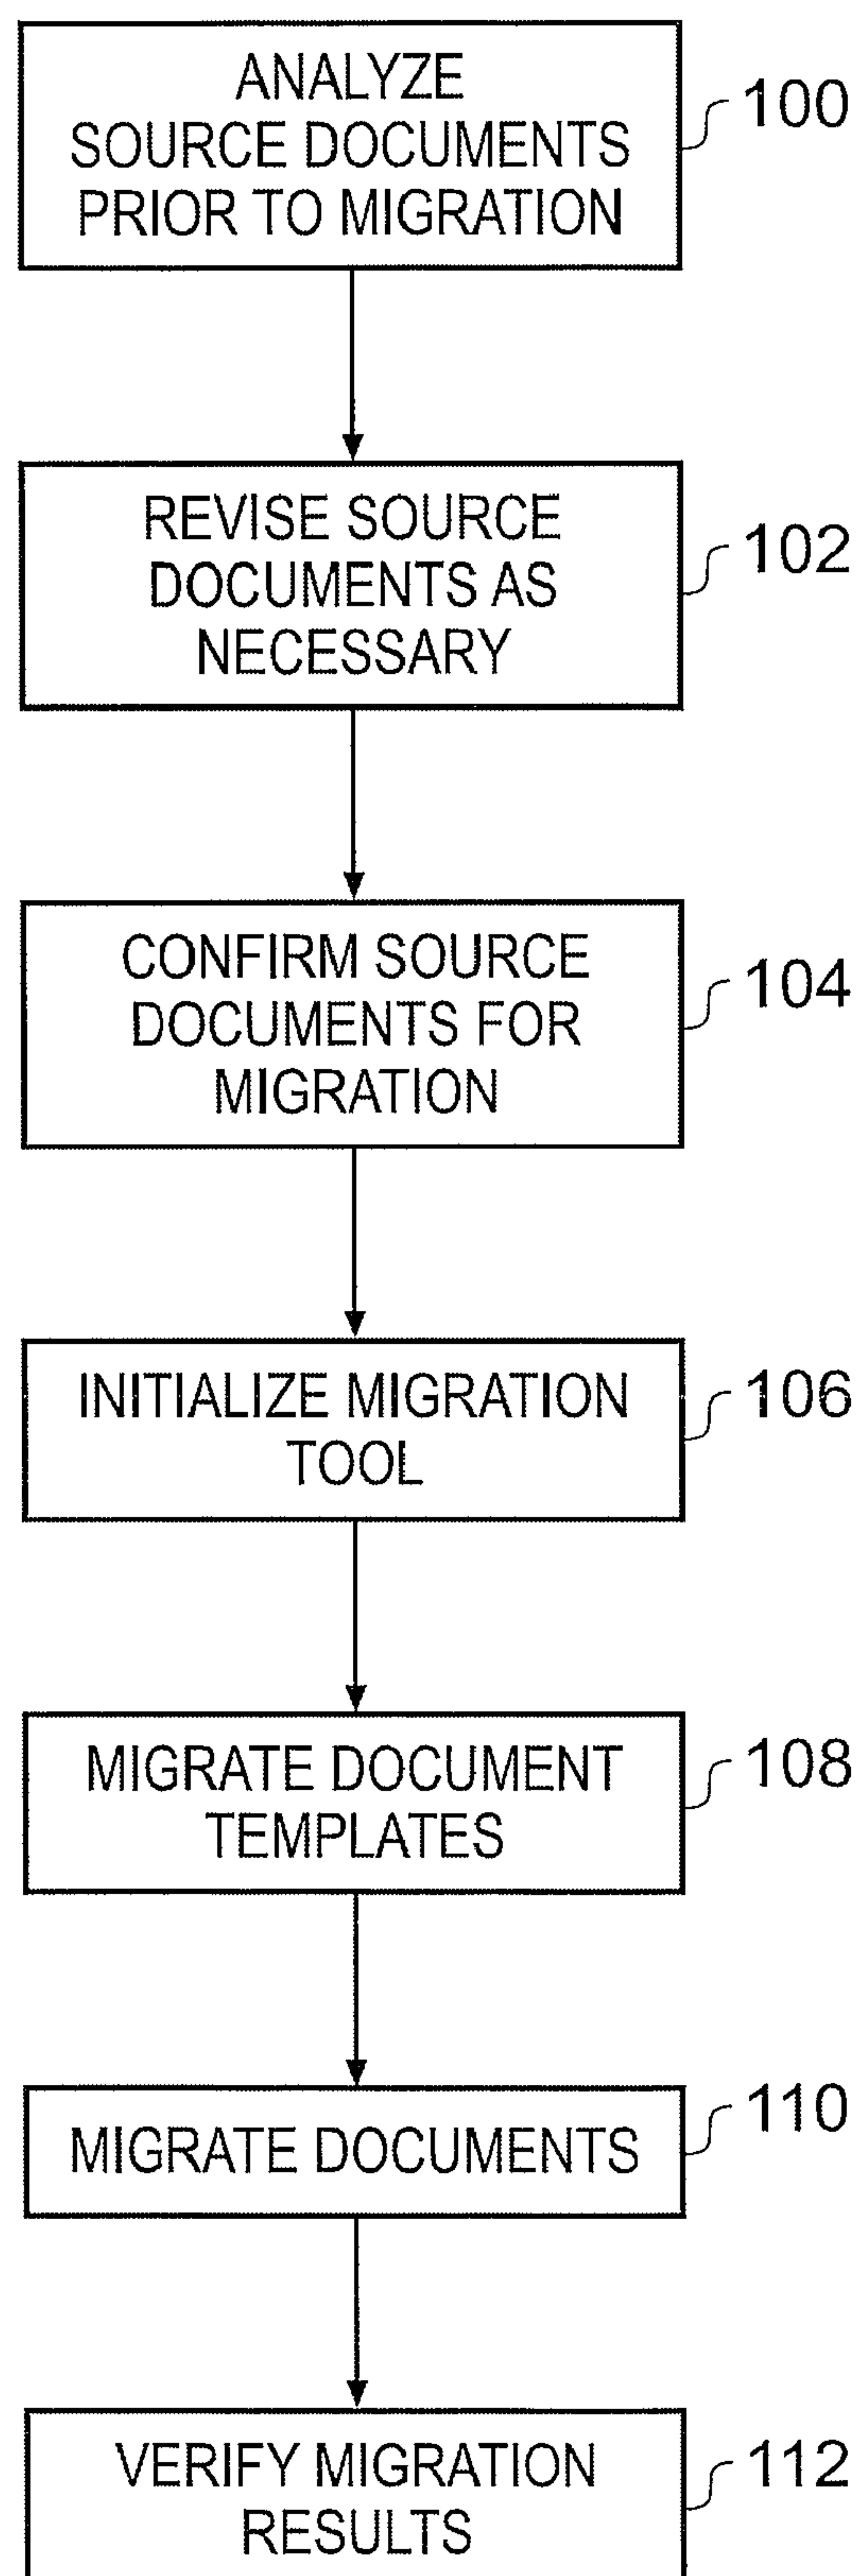 ANALYZE
SOURCE DOCUMENTS
PRIOR TO MIGRATION
100
REVISE SOURCE
DOCUMENTS AS
NECESSARY
102
CONFIRM SOURCE
DOCUMENTS FOR
MIGRATION
104
INITIALIZE MIGRATION
TOOL
106
MIGRATE DOCUMENT
TEMPLATES
108
MIGRATE DOCUMENTS
110
VERIFY MIGRATION
RESULTS
112